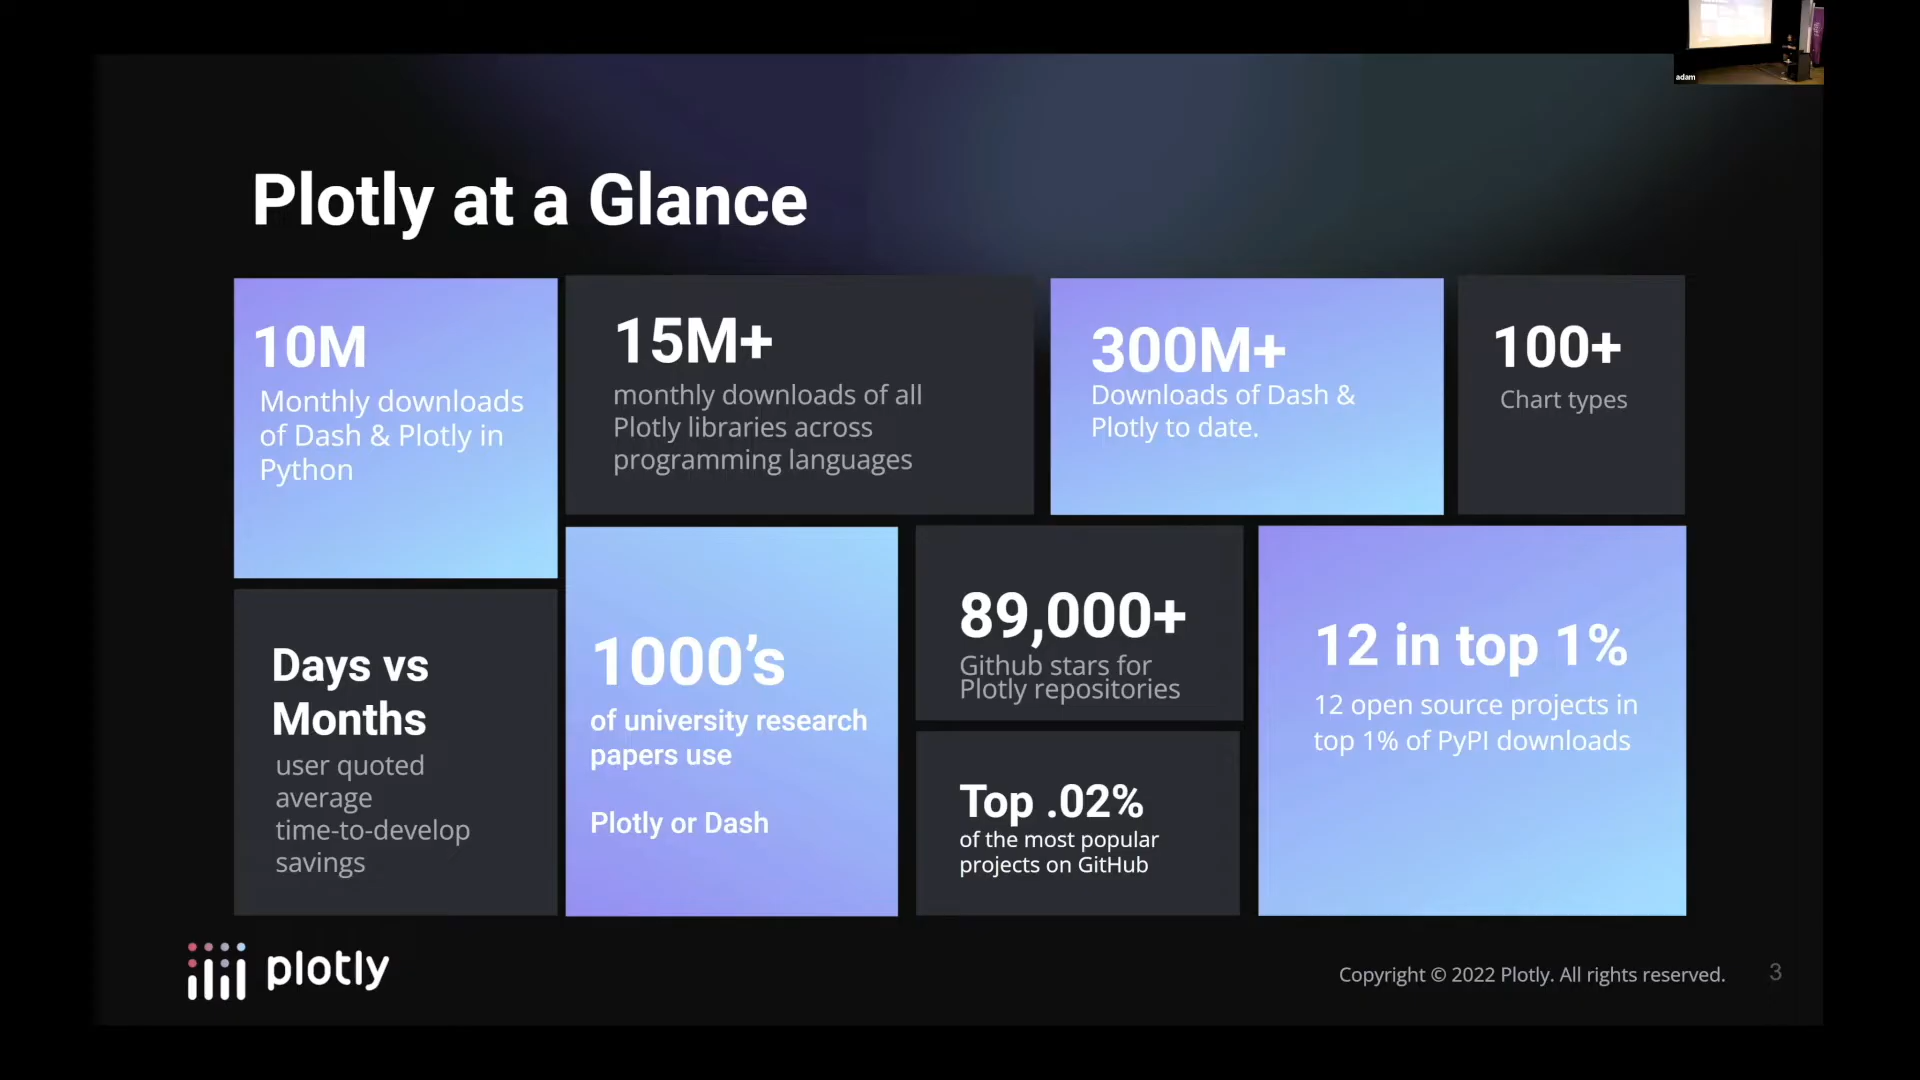 adam
Plotly at a Glance
10M
Monthly downloads
of Dash & Plotly in
Python
15M+
monthly downloads of all
Plotly libraries across
programming languages
300M+
Downloads of Dash &
Plotly to date.
100+
Chart types
Days vs
Months
user quoted
average
time-to-develop
savings
1000’s
of university research
papers use
Plotly or Dash
89,000+
Github stars for
Plotly repositories
Top .02%
of the most popular
projects on GitHub
12 in top 1%
12 open source projects in
top 1% of PyPI downloads
plotly
Copyright © 2022 Plotly. All rights reserved.
3